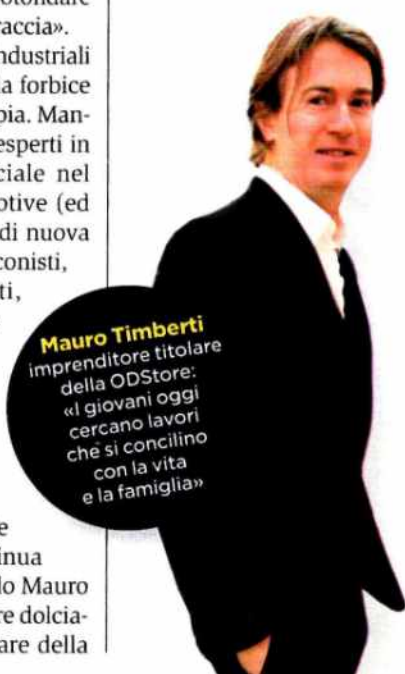 raccia».
ndustriali
a forbice
pia. Man-
esperti in
ciale nel
otive (ed
di nuova
conisti,
ti,
Mauro Timberti
imprenditore titolare
della ODStore:
«I giovani oggi
cercano lavori
che si concilino
con la vita
e la famiglia»
e
inua
do Mauro
re dolcia-
are della